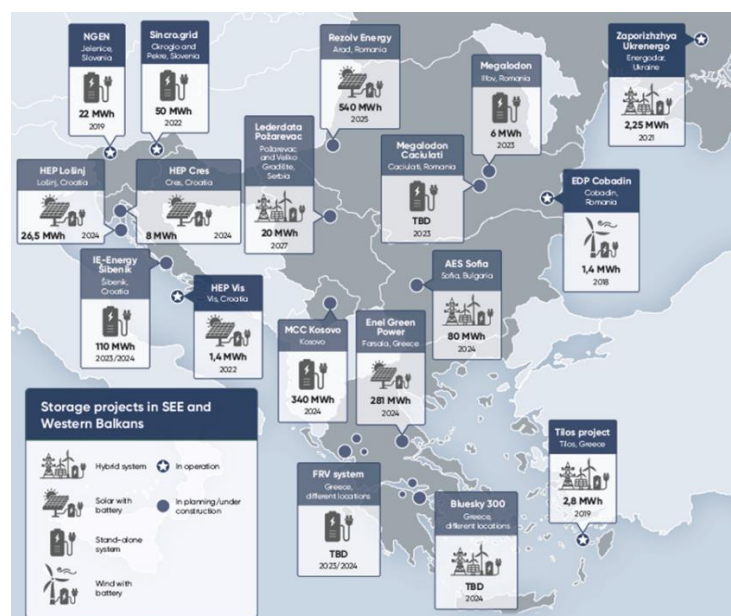 NGEN
Jelenice,
Slovenia
22 MWh
2019
Sincro.grid
Okroglo and
Pekre, Slovenia
50 MWh
2022
Rezolv Energy
Arad, Romania
540 MWh
2025
Megalodon
Ilfov, Romania
6 MWh
2023
Zaporizhzhya
Ukrenergo
Energodar,
Ukraine
2,25 MWh
2021
Lederdata
Požarevac
Požarevac
and Veliko
Gradište,
Serbia
20 MWh
2027
Megalodon
Caciulati
Caciulati, Romania
TBD
2023
HEP Lošinj
Lošinj, Croatia
26,5 MWh
2024
HEP Cres
Cres, Croatia
8 MWh
2024
EDP Cobadin
Cobadin,
Romania
1,4 MWh
2018
IE-Energy
Šibenik
Šibenik,
Croatia
110 MWh
2023/2024
HEP Vis
Vis, Croatia
1,4 MWh
2022
MCC Kosovo
Kosovo
340 MWh
2024
Enel Green
Power
Farsala, Greece
281 MWh
2024
AES Sofia
Sofia, Bulgaria
80 MWh
2024
Storage projects in SEE and
Western Balkans
Hybrid system
In operation
Solar with
battery
In planning/under
construction
Stand-alone
system
Wind with
battery
FRV system
Greece,
different locations
TBD
2023/2024
Bluesky 300
Greece,
different locations
TBD
2024
Tilos project
Tilos, Greece
2,8 MWh
2019